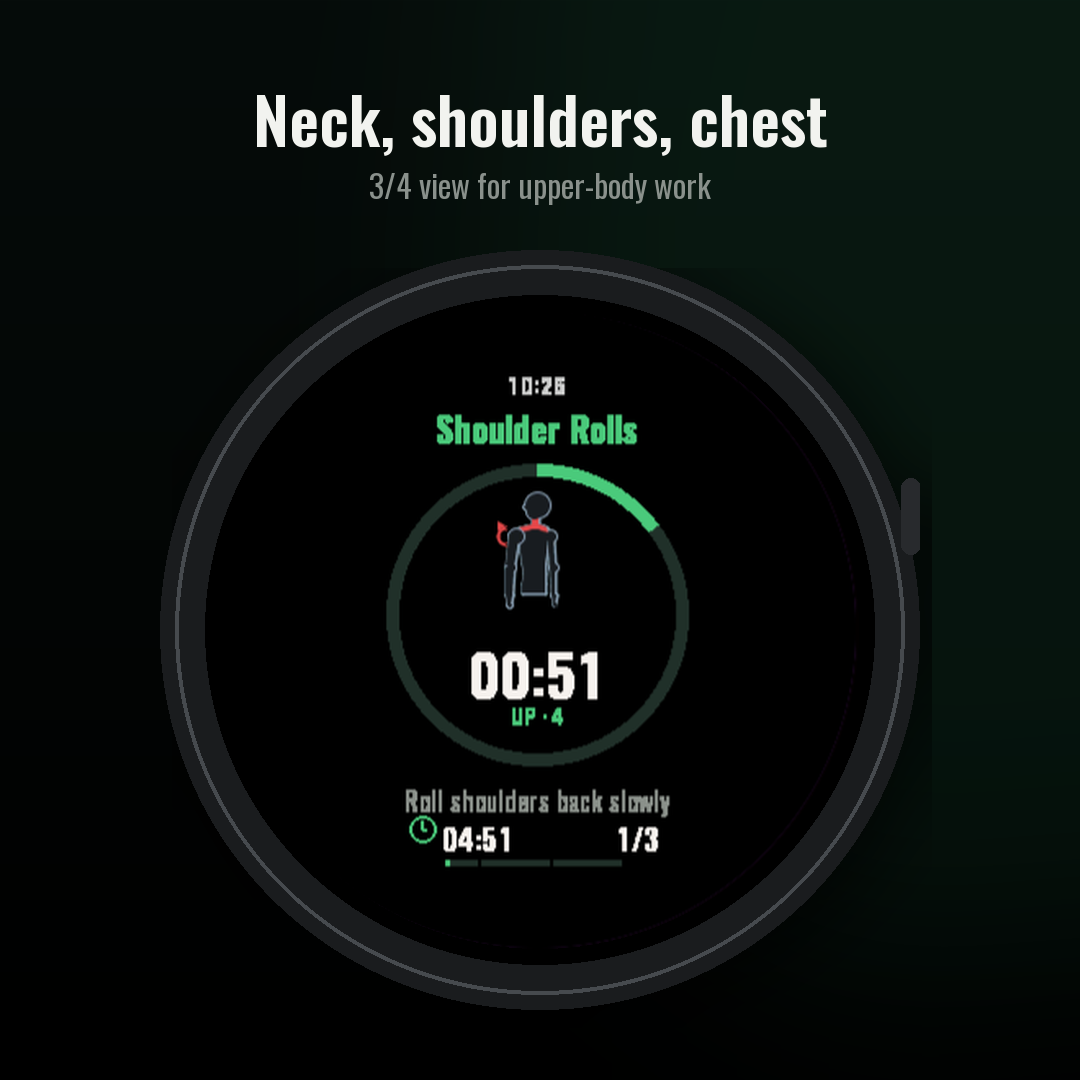 Neck, shoulders, chest
3/4 view for upper-body work
10:26
Shoulder Rolls
00:51
UP · 4
Roll shoulders back slowly
04:51 1/3